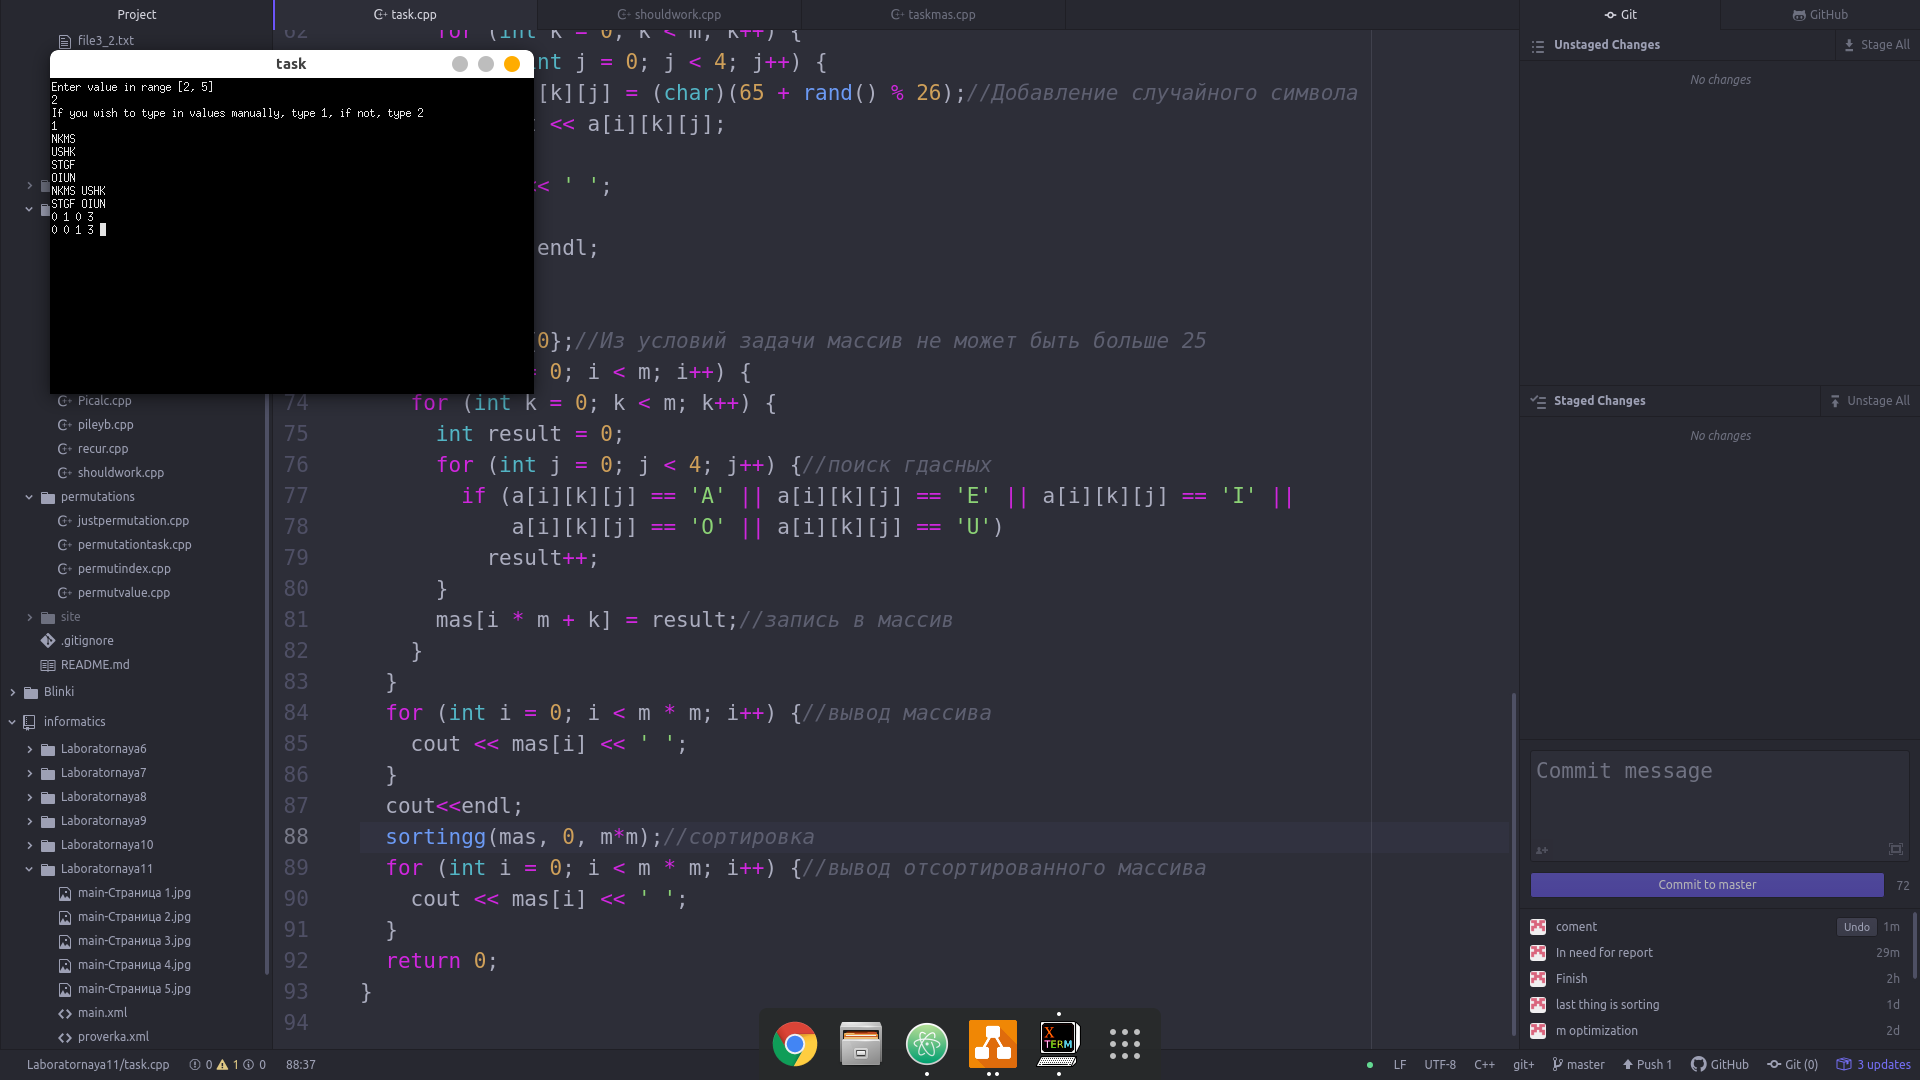 Project
file3_2.txt
task
Enter value in range [2, 5]
2
If you wish to type in values manually, type 1, if not, type 2
1
NKMS
USHK
STGF
OIUN
NKMS USHK
STGF OIUN
0 1 0 3
0 0 1 3
Picalc.cpp
pileyb.cpp
recur.cpp
shouldwork.cpp
permutations
justpermutation.cpp
permutationtask.cpp
permutindex.cpp
permutvalue.cpp
site
.gitignore
README.md
Blinki
informatics
Laboratornaya6
Laboratornaya7
Laboratornaya8
Laboratornaya9
Laboratornaya10
Laboratornaya11
main-Страница 1.jpg
main-Страница 2.jpg
main-Страница 3.jpg
main-Страница 4.jpg
main-Страница 5.jpg
main.xml
proverka.xml
task.cpp
shouldwork.cpp
taskmas.cpp
62 for (int k = 0; k < m; k++) {
int j = 0; j < 4; j++) {
[k][j] = (char)(65 + rand() % 26);//Добавление случайного символа
<< a[i][k][j];
<< ' ';
endl;
{0};//Из условий задачи массив не может быть больше 25
= 0; i < m; i++) {
74 for (int k = 0; k < m; k++) {
75 int result = 0;
76 for (int j = 0; j < 4; j++) {//поиск гдасных
77 if (a[i][k][j] == 'A' || a[i][k][j] == 'E' || a[i][k][j] == 'I' ||
78 a[i][k][j] == 'O' || a[i][k][j] == 'U')
79 result++;
80 }
81 mas[i * m + k] = result;//запись в массив
82 }
83 }
84 for (int i = 0; i < m * m; i++) {//вывод массива
85 cout << mas[i] << ' ';
86 }
87 cout<<endl;
88 sortingg(mas, 0, m*m);//сортировка
89 for (int i = 0; i < m * m; i++) {//вывод отсортированного массива
90 cout << mas[i] << ' ';
91 }
92 return 0;
93 }
94
X
TERM
Git
GitHub
Unstaged Changes
Stage All
No changes
Staged Changes
Unstage All
No changes
Commit message
Commit to master
72
coment Undo 1m
In need for report 29m
Finish 2h
last thing is sorting 1d
m optimization 2d
Laboratornaya11/task.cpp 0 1 0 88:37
LF UTF-8 C++ git+ master Push 1 GitHub Git (0) 3 updates